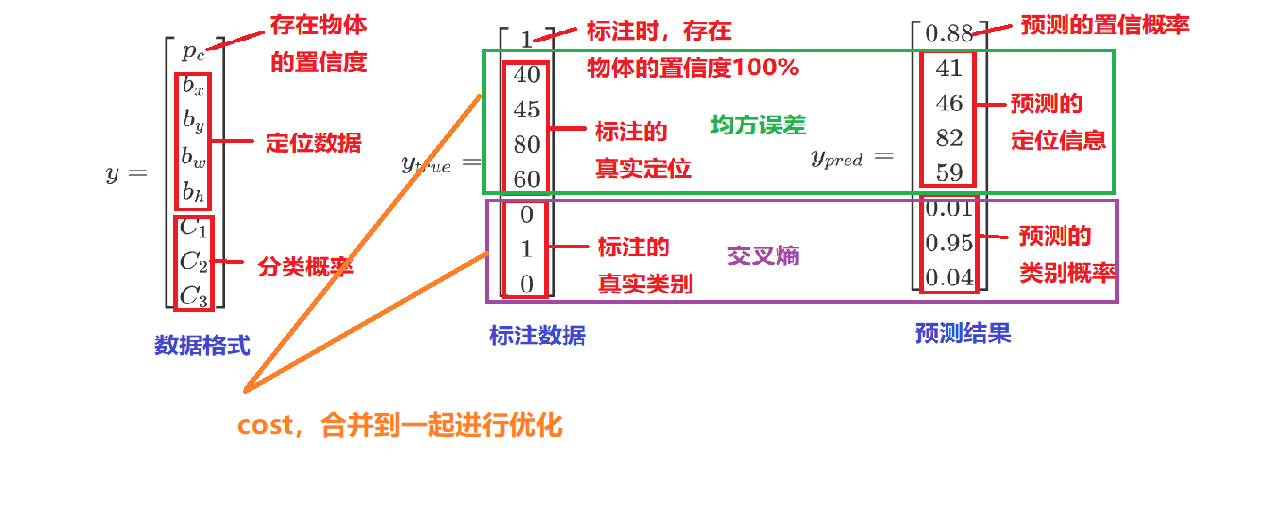 存在物体
的置信度
p_c
b_x
b_y
b_w
b_h
C_1
C_2
C_3
y =
定位数据
分类概率
数据格式
标注时，存在
物体的置信度100%
y_true =
1
40
45
80
60
0
1
0
标注的
真实定位
均方误差
标注的
真实类别
交叉熵
标注数据
预测的置信概率
y_pred =
0.88
41
46
82
59
0.01
0.95
0.04
预测的
定位信息
预测的
类别概率
预测结果
cost，合并到一起进行优化